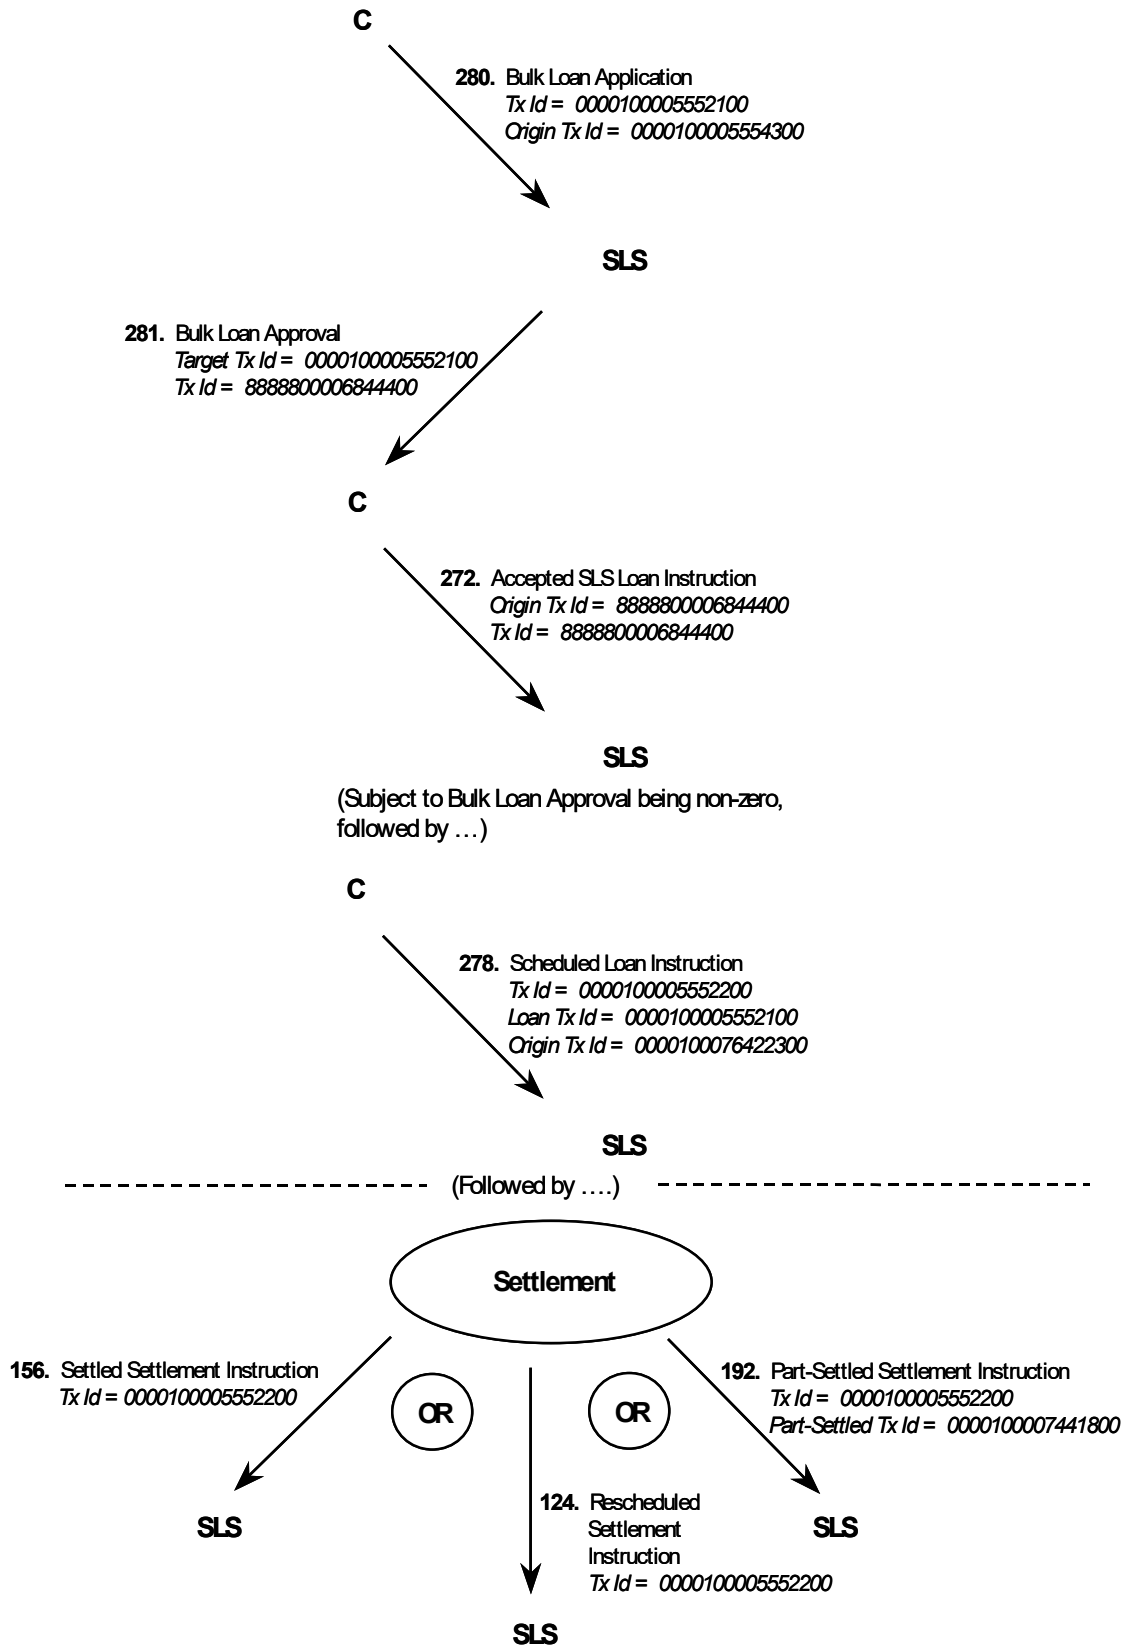 C
280. Bulk Loan Application
Tx Id = 0000100005552100
Origin Tx Id = 0000100005554300
SLS
281. Bulk Loan Approval
Target Tx Id = 0000100005552100
Tx Id = 8888800006844400
C
272. Accepted SLS Loan Instruction
Origin Tx Id = 8888800006844400
Tx Id = 8888800006844400
SLS
(Subject to Bulk Loan Approval being non-zero,
followed by …)
C
278. Scheduled Loan Instruction
Tx Id = 0000100005552200
Loan Tx Id = 0000100005552100
Origin Tx Id = 0000100076422300
SLS
(Followed by ….)
Settlement
156. Settled Settlement Instruction
Tx Id = 0000100005552200
OR
OR
192. Part-Settled Settlement Instruction
Tx Id = 0000100005552200
Part-Settled Tx Id = 0000100007441800
SLS
124. Rescheduled
Settlement
Instruction
Tx Id = 0000100005552200
SLS
SLS